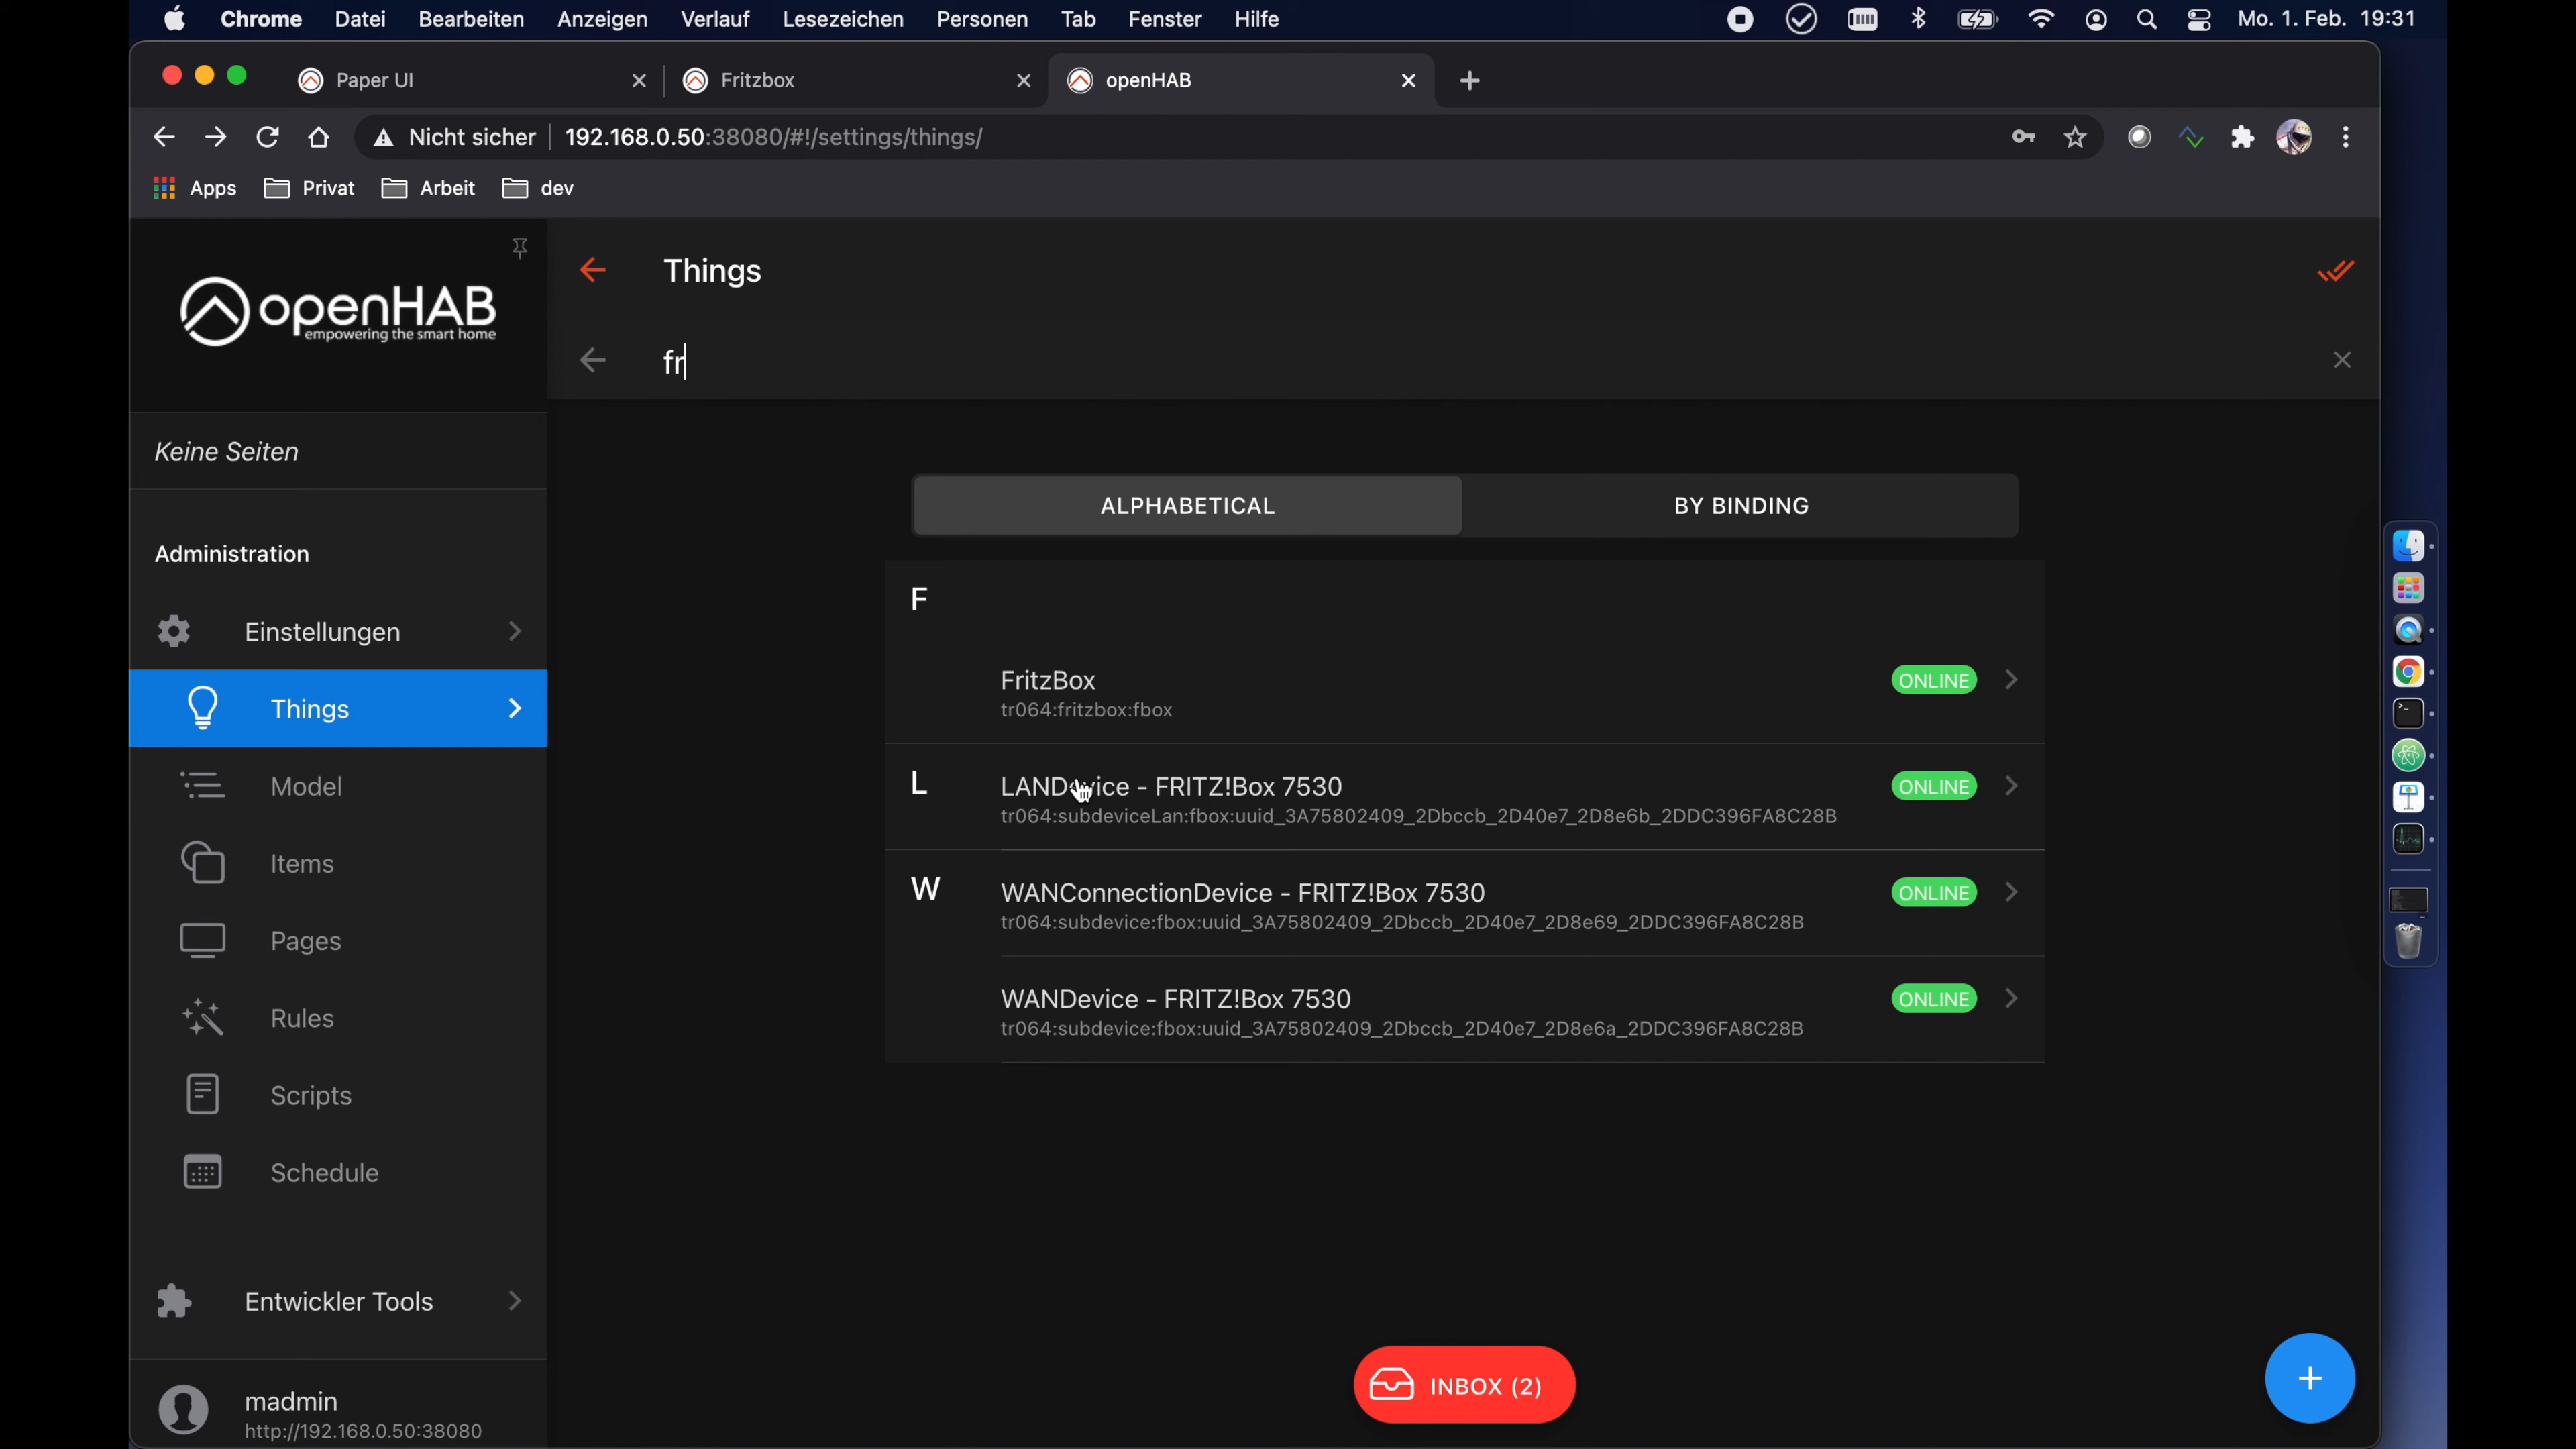 Chrome Datei Bearbeiten Anzeigen Verlauf Lesezeichen Personen Tab Fenster Hilfe Mo. 1. Feb. 19:31
Paper UI Fritzbox openHAB
Nicht sicher 192.168.0.50:38080/#!/settings/things/
Apps Privat Arbeit dev
openHAB
empowering the smart home
Things
fr
Keine Seiten
ALPHABETICAL BY BINDING
Administration
F
Einstellungen
FritzBox ONLINE
tr064:fritzbox:fbox
Things
L LANDevice - FRITZ!Box 7530 ONLINE
tr064:subdeviceLan:fbox:uuid_3A75802409_2Dbccb_2D40e7_2D8e6b_2DDC396FA8C28B
Model
Items
W WANConnectionDevice - FRITZ!Box 7530 ONLINE
tr064:subdevice:fbox:uuid_3A75802409_2Dbccb_2D40e7_2D8e69_2DDC396FA8C28B
Pages
WANDevice - FRITZ!Box 7530 ONLINE
tr064:subdevice:fbox:uuid_3A75802409_2Dbccb_2D40e7_2D8e6a_2DDC396FA8C28B
Rules
Scripts
Schedule
Entwickler Tools
INBOX (2)
madmin
http://192.168.0.50:38080